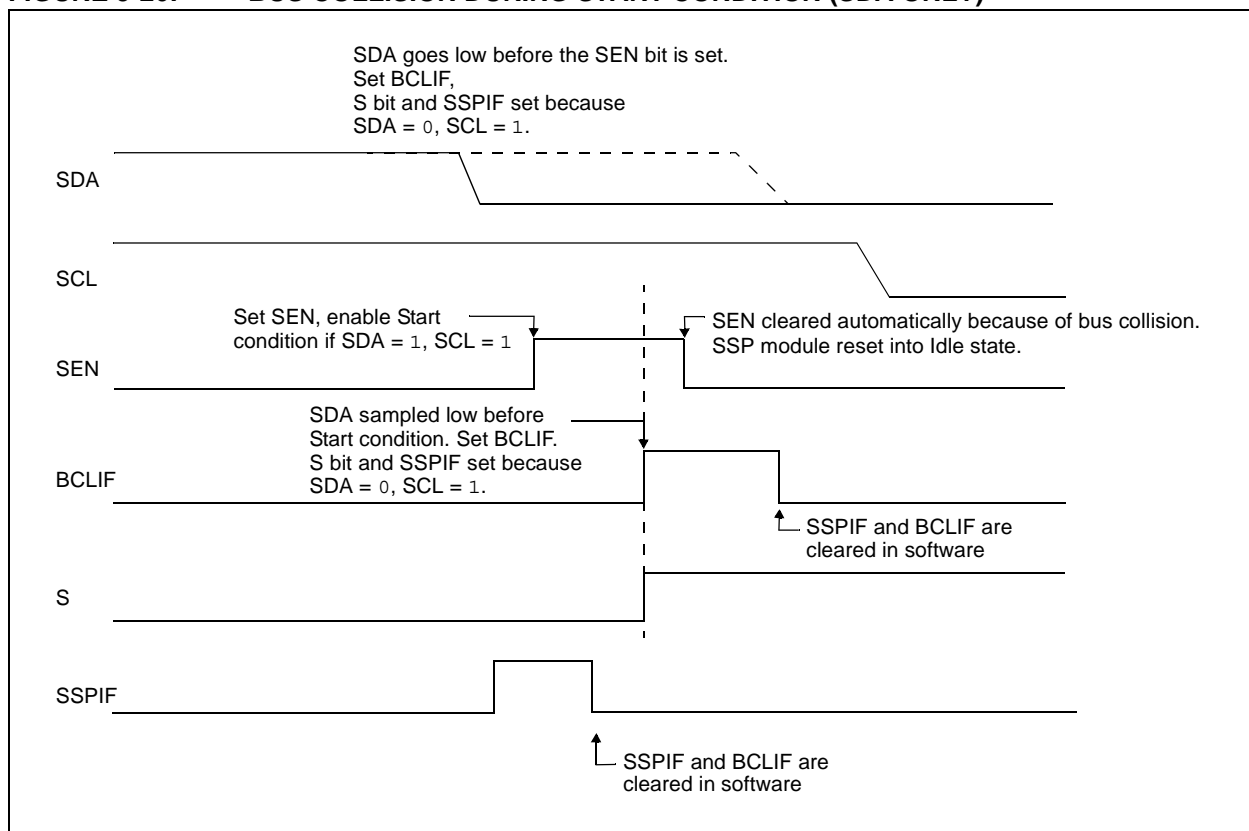 SDA goes low before the SEN bit is set.
Set BCLIF,
S bit and SSPIF set because
SDA = 0, SCL = 1.
SDA
SCL
Set SEN, enable Start
condition if SDA = 1, SCL = 1
SEN cleared automatically because of bus collision.
SSP module reset into Idle state.
SEN
SDA sampled low before
Start condition. Set BCLIF.
S bit and SSPIF set because
SDA = 0, SCL = 1.
BCLIF
SSPIF and BCLIF are
cleared in software
S
SSPIF
SSPIF and BCLIF are
cleared in software